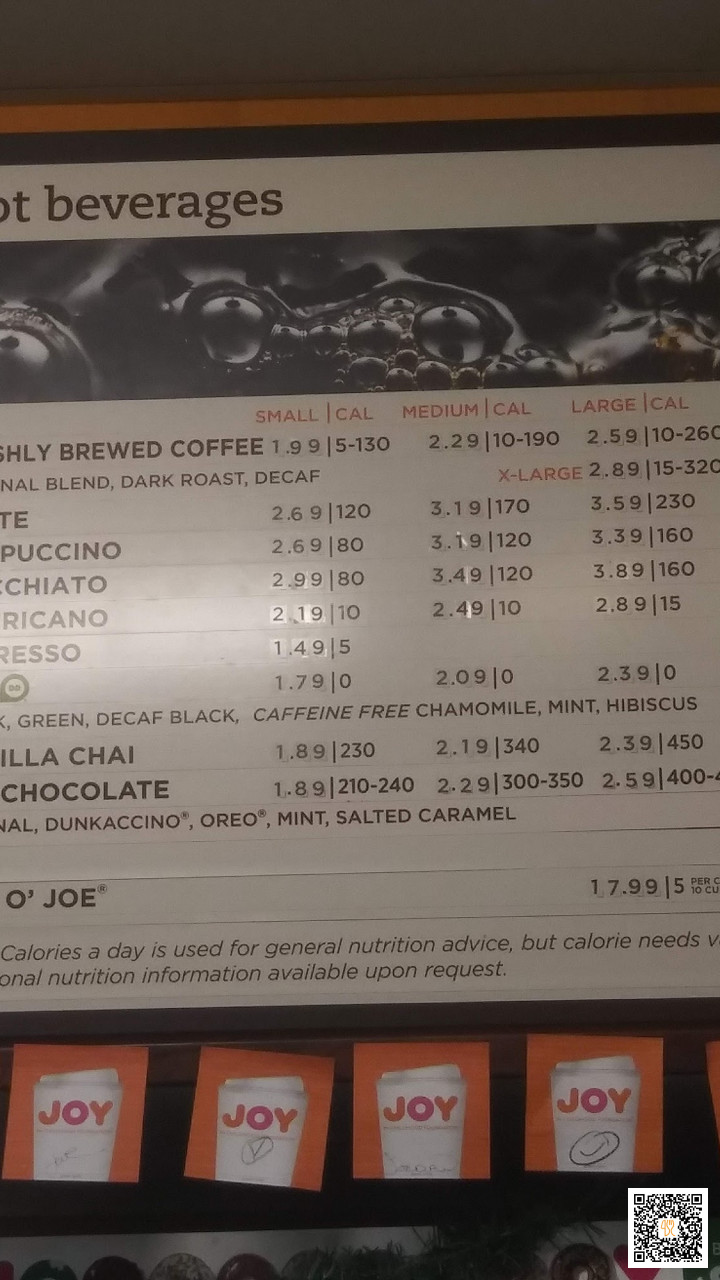 ot beverages
SMALL | CAL MEDIUM | CAL LARGE | CAL
SHLY BREWED COFFEE 1.99 | 5-130 2.29 | 10-190 2.59 | 10-260
NAL BLEND, DARK ROAST, DECAF X-LARGE 2.89 | 15-320
TE 2.69 | 120 3.19 | 170 3.59 | 230
PUCCINO 2.69 | 80 3.19 | 120 3.39 | 160
CCHIATO 2.99 | 80 3.49 | 120 3.89 | 160
RICANO 2.19 | 10 2.49 | 10 2.89 | 15
RESSO 1.49 | 5
1.79 | 0 2.09 | 0 2.39 | 0
K, GREEN, DECAF BLACK, CAFFEINE FREE CHAMOMILE, MINT, HIBISCUS
ILLA CHAI 1.89 | 230 2.19 | 340 2.39 | 450
CHOCOLATE 1.89 | 210-240 2.29 | 300-350 2.59 | 400-4
NAL, DUNKACCINO®, OREO®, MINT, SALTED CARAMEL
O' JOE® 17.99 | 5 PER C
10 CU
Calories a day is used for general nutrition advice, but calorie needs v
onal nutrition information available upon request.
JOY JOY JOY JOY